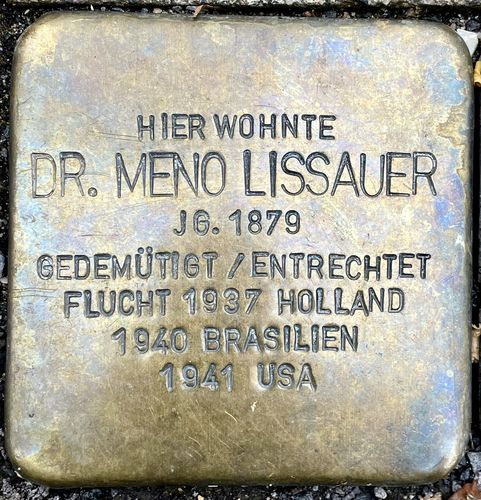 HIER WOHNTE
DR. MENO LISSAUER
JG. 1879
GEDEMÜTIGT / ENTRECHTET
FLUCHT 1937 HOLLAND
1940 BRASILIEN
1941 USA